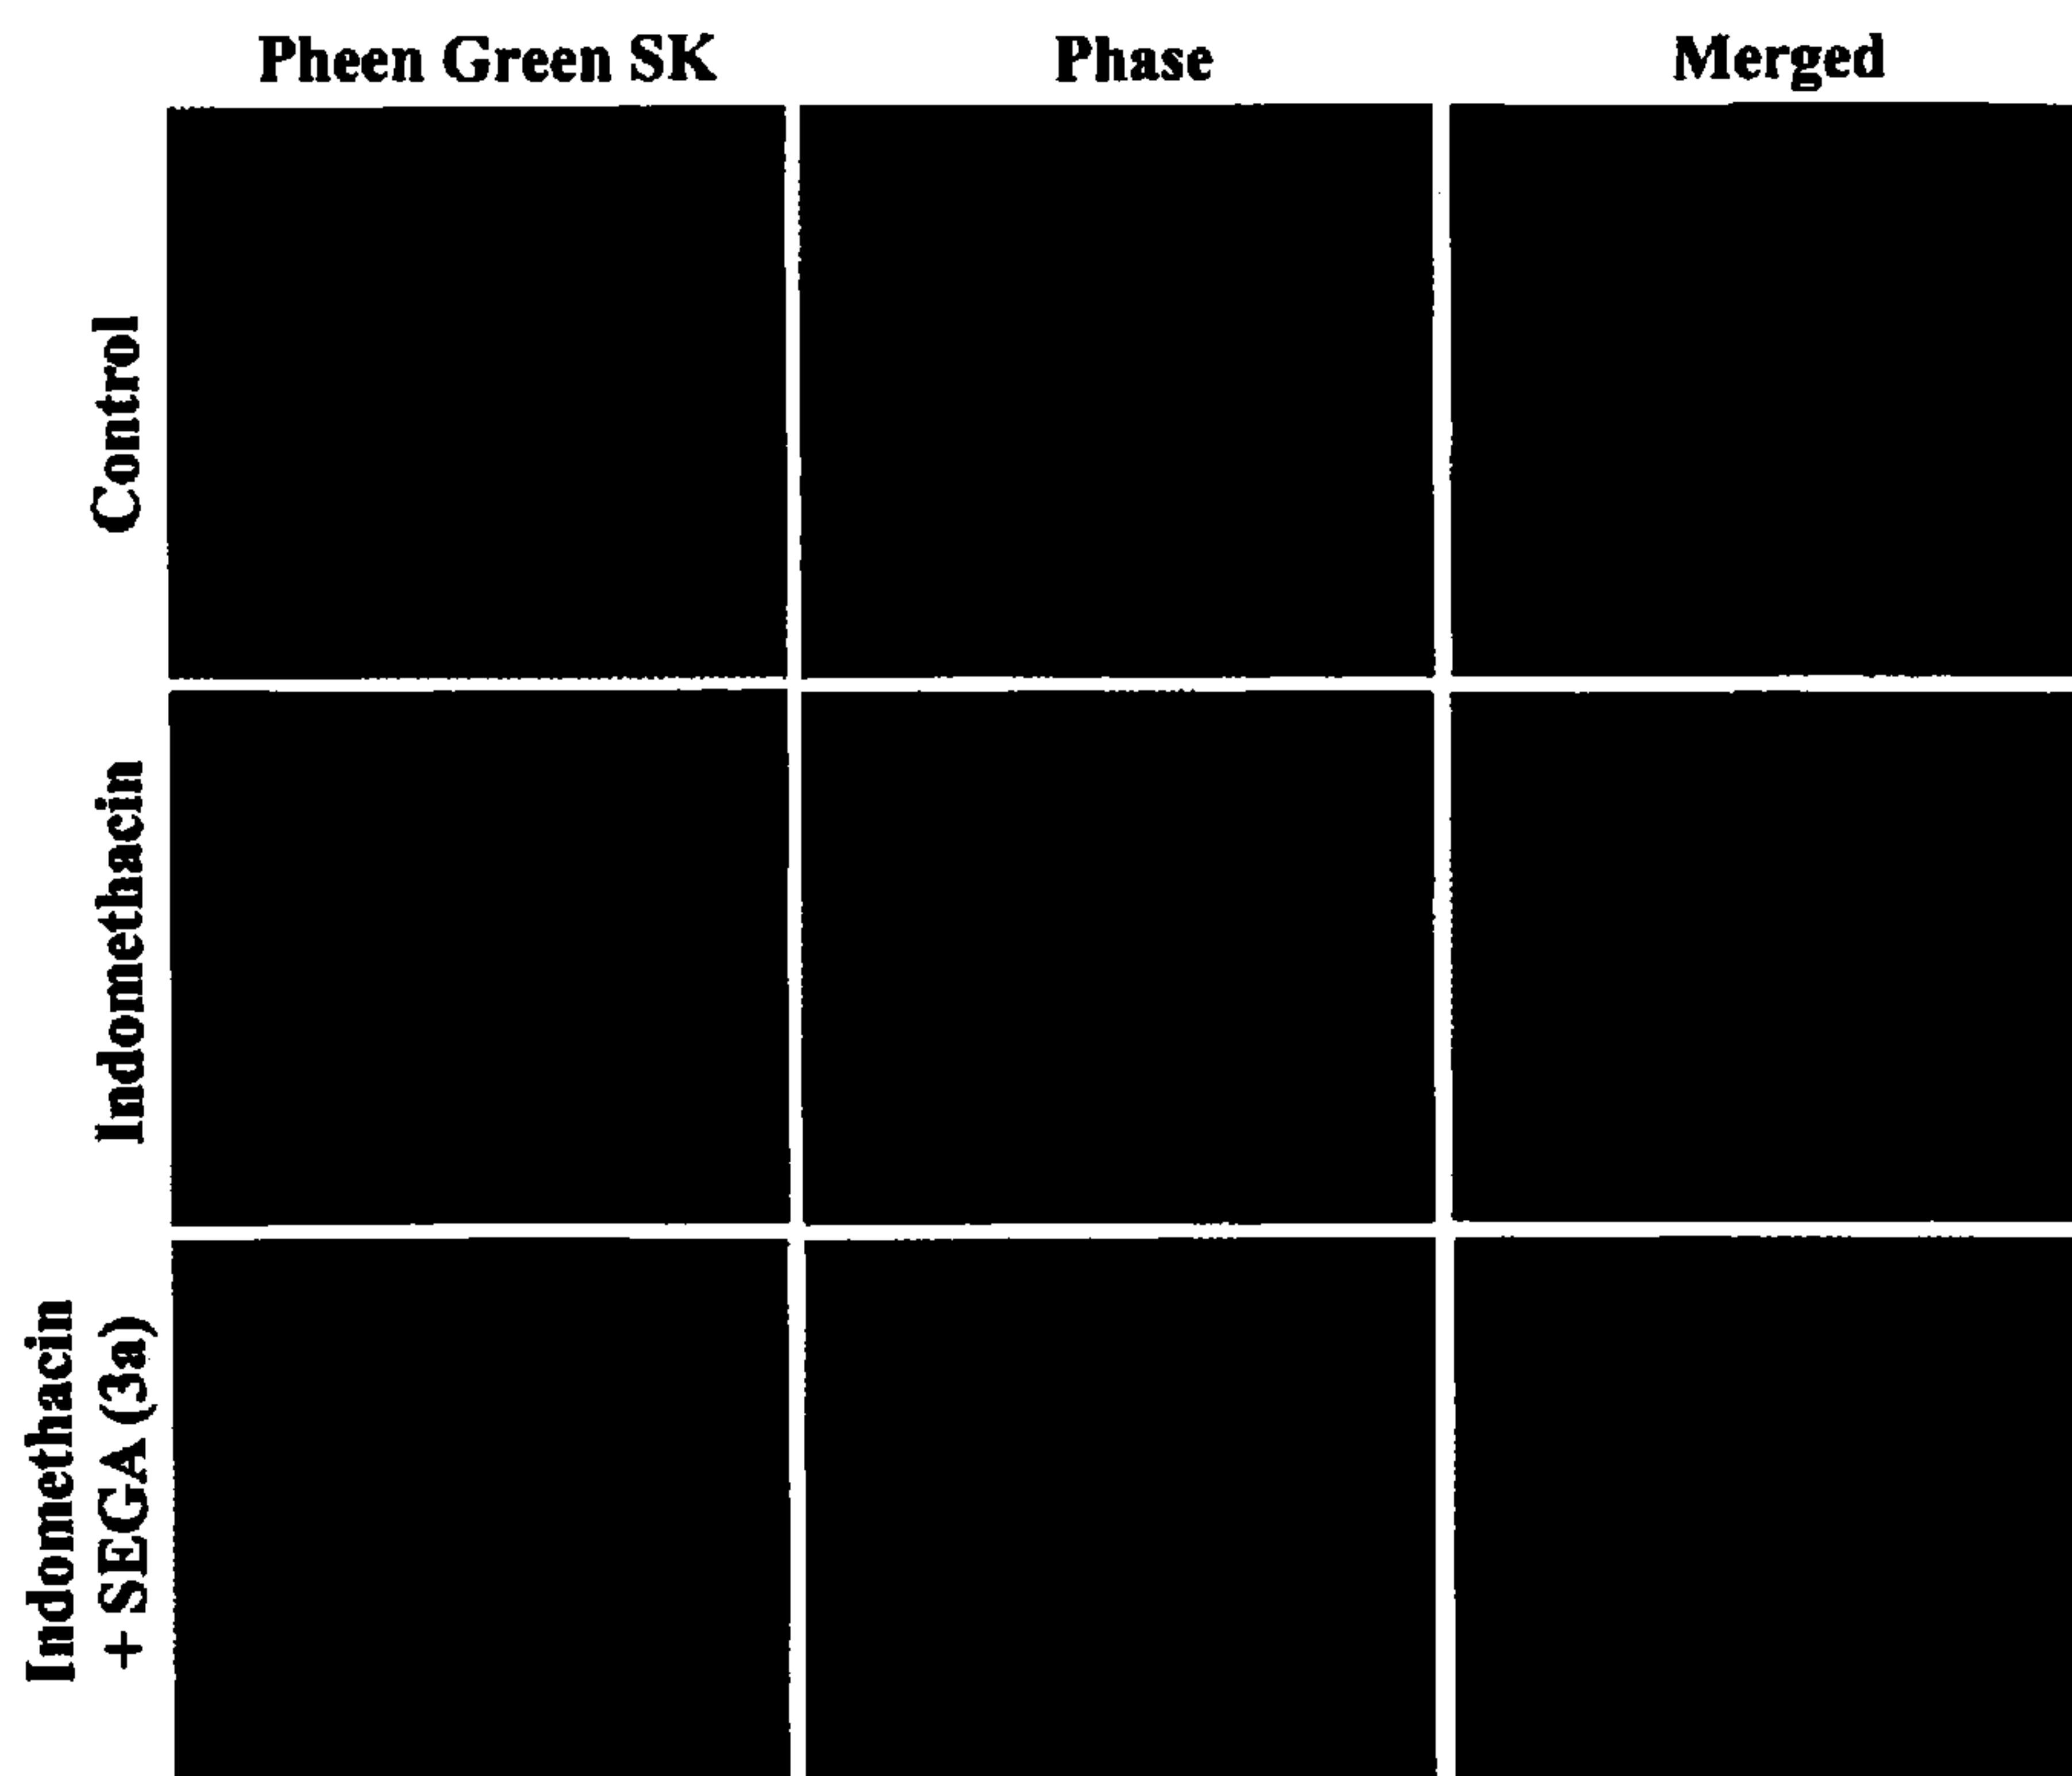 Pheen Green SK
Phase
Merged
Control
Indomethacin
Indomethacin
+ SEGA (3a)